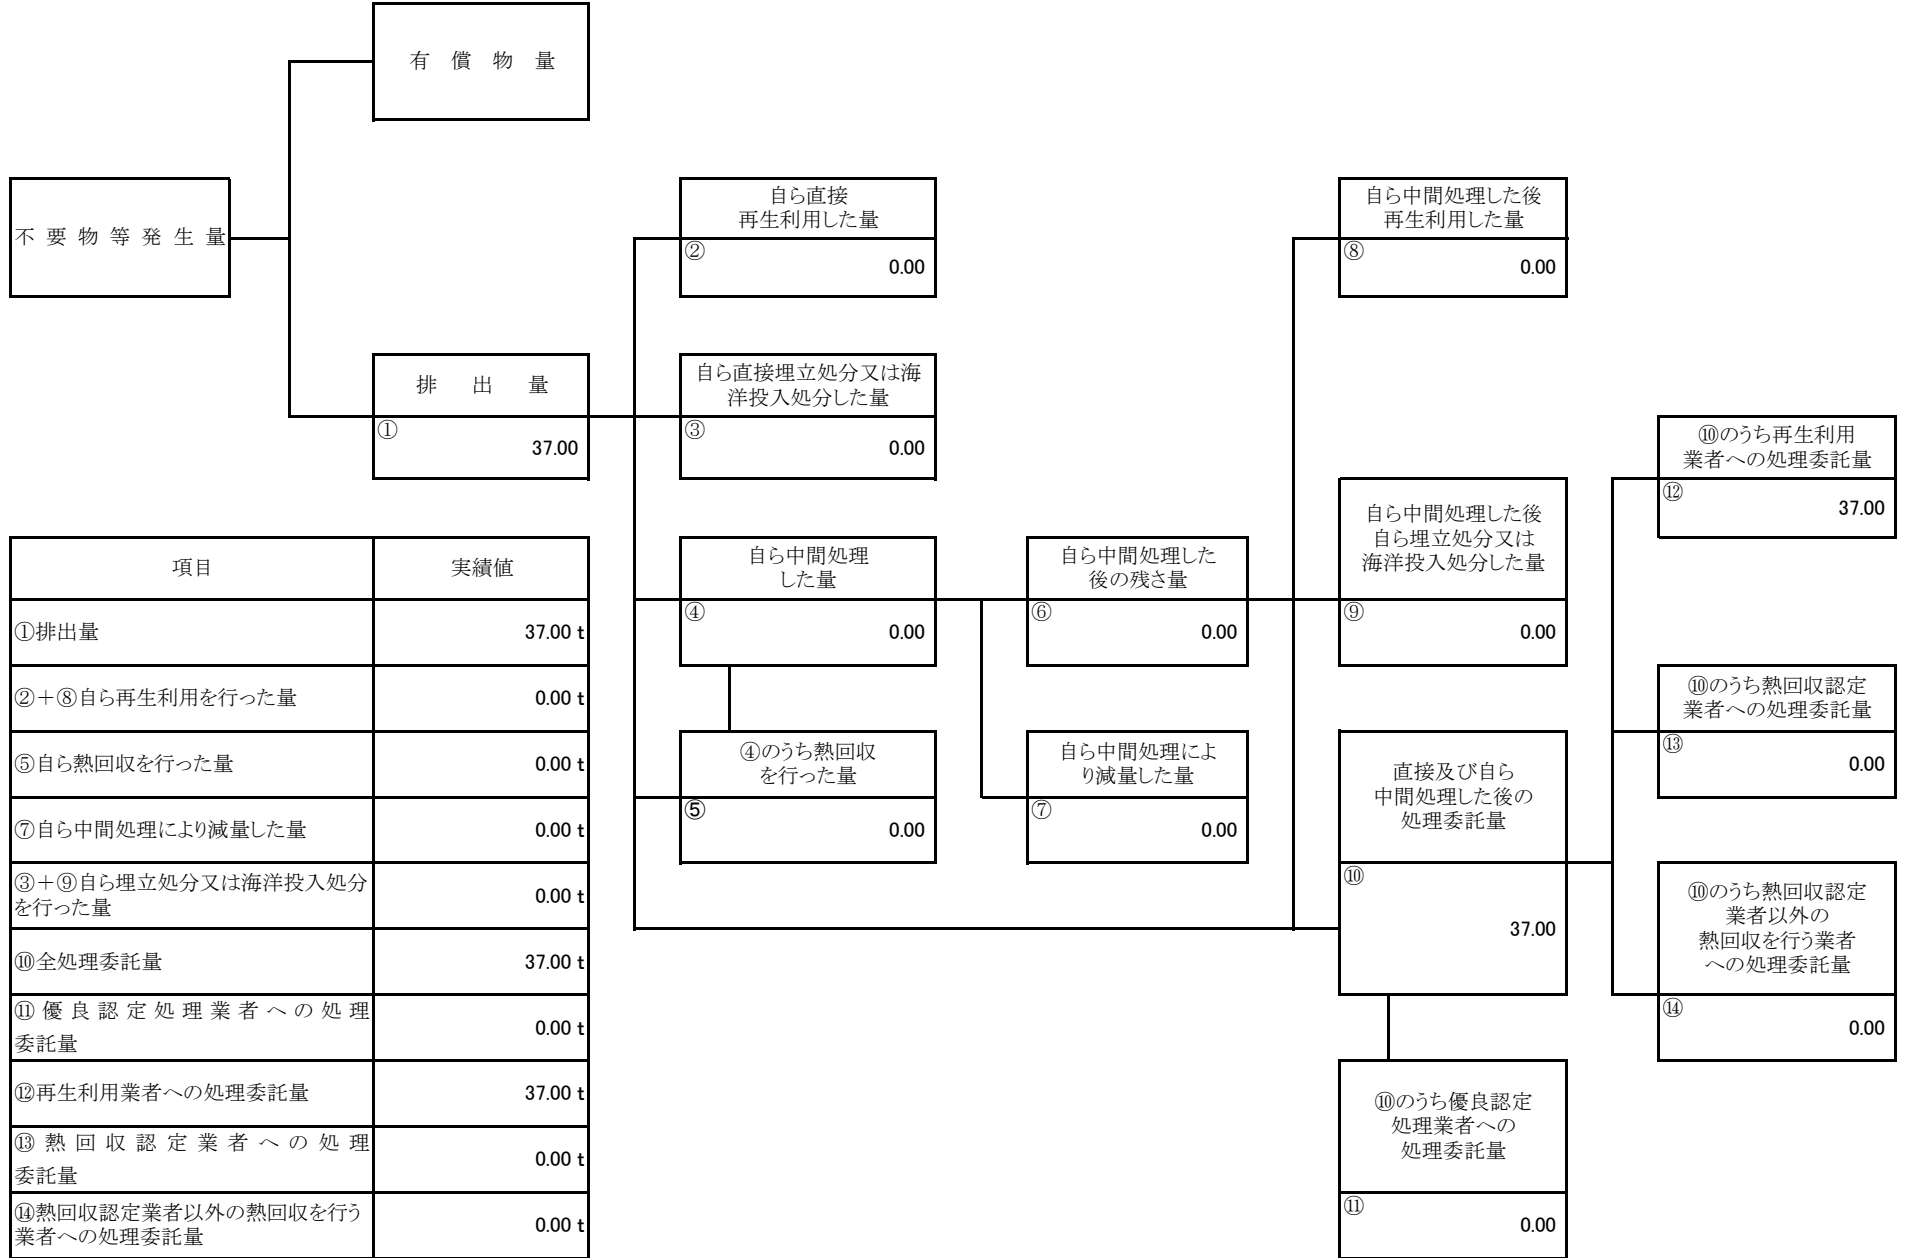 有償物量
不要物等発生量
自ら直接
再生利用した量
②
0.00
自ら中間処理した後
再生利用した量
⑧
0.00
排出量
①
37.00
自ら直接埋立処分又は海
洋投入処分した量
③
0.00
⑩のうち再生利用
業者への処理委託量
⑫
37.00
自ら中間処理
した量
④
0.00
自ら中間処理した
後の残さ量
⑥
0.00
自ら中間処理した後
自ら埋立処分又は
海洋投入処分した量
⑨
0.00
⑩のうち熱回収認定
業者への処理委託量
⑬
0.00
④のうち熱回収
を行った量
⑤
0.00
自ら中間処理によ
り減量した量
⑦
0.00
直接及び自ら
中間処理した後の
処理委託量
⑩
37.00
⑩のうち熱回収認定
業者以外の
熱回収を行う業者
への処理委託量
⑭
0.00
⑩のうち優良認定
処理業者への
処理委託量
⑪
0.00
項目 実績値
①排出量 37.00 t
②+⑧自ら再生利用を行った量 0.00 t
⑤自ら熱回収を行った量 0.00 t
⑦自ら中間処理により減量した量 0.00 t
③+⑨自ら埋立処分又は海洋投入処分
を行った量 0.00 t
⑩全処理委託量 37.00 t
⑪優良認定処理業者への処理
委託量 0.00 t
⑫再生利用業者への処理委託量 37.00 t
⑬熱回収認定業者への処理
委託量 0.00 t
⑭熱回収認定業者以外の熱回収を行う
業者への処理委託量 0.00 t